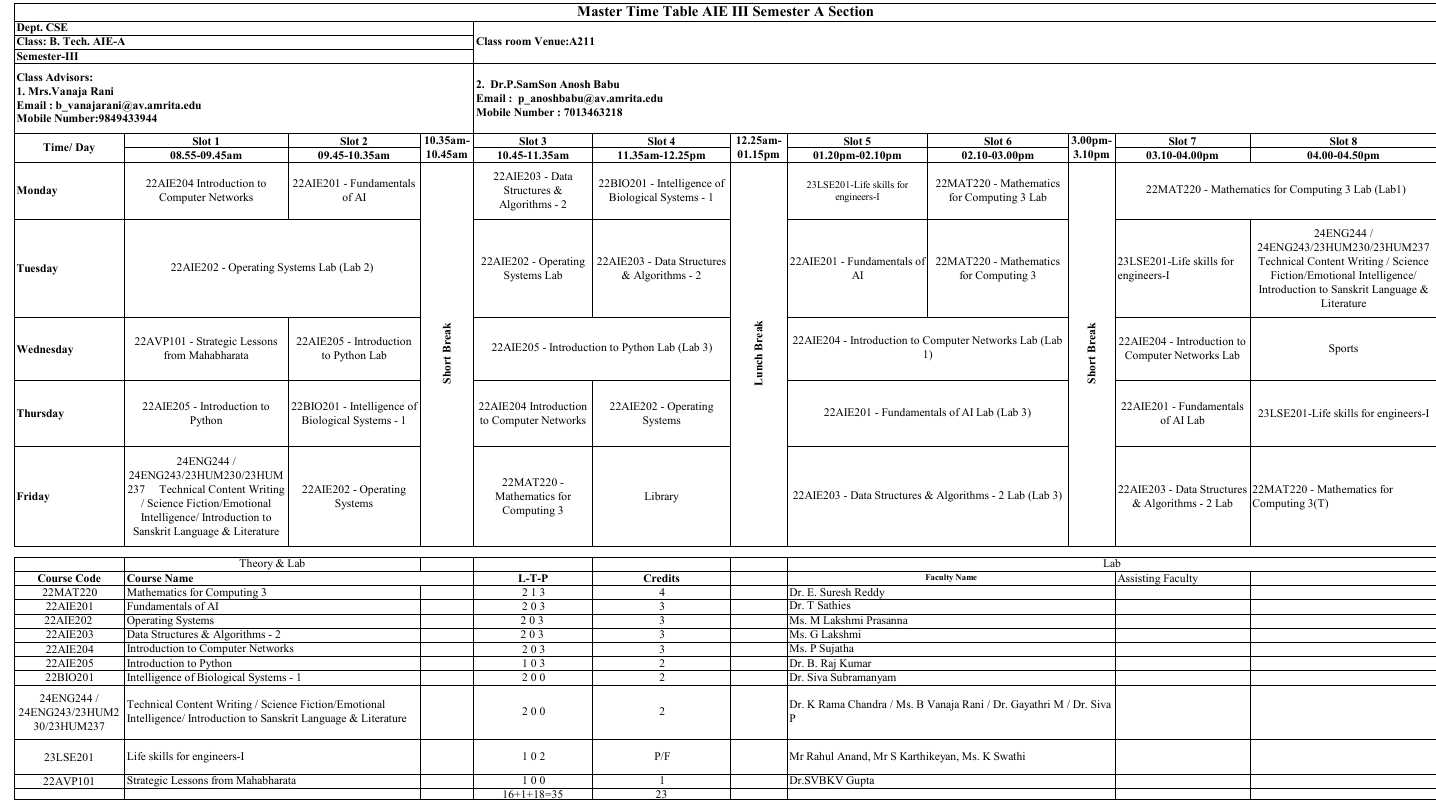 Master Time Table AIE III Semester A Section
Dept. CSE
Class: B. Tech. AIE-A
Semester-III
Class room Venue:A211
Class Advisors:
1. Mrs.Vanaja Rani
Email : b_vanajarani@av.amrita.edu
Mobile Number:9849433944
2.  Dr.P.SamSon Anosh Babu
Email :  p_anoshbabu@av.amrita.edu
Mobile Number : 7013463218
Time/ Day
Slot 1
08.55-09.45am
Slot 2
09.45-10.35am
10.35am-
10.45am
Slot 3
10.45-11.35am
Slot 4
11.35am-12.25pm
12.25am-
01.15pm
Slot 5
01.20pm-02.10pm
Slot 6
02.10-03.00pm
3.00pm-
3.10pm
Slot 7
03.10-04.00pm
Slot 8
04.00-04.50pm
Monday
22AIE204 Introduction to
Computer Networks
22AIE201 - Fundamentals
of AI
22AIE203 - Data
Structures &
Algorithms - 2
22BIO201 - Intelligence of
Biological Systems - 1
23LSE201-Life skills for
engineers-I
22MAT220 - Mathematics
for Computing 3 Lab
22MAT220 - Mathematics for Computing 3 Lab (Lab1)
Tuesday
22AIE202 - Operating Systems Lab (Lab 2)
22AIE202 - Operating
Systems Lab
22AIE203 - Data Structures
& Algorithms - 2
22AIE201 - Fundamentals of
AI
22MAT220 - Mathematics
for Computing 3
23LSE201-Life skills for
engineers-I
24ENG244 /
24ENG243/23HUM230/23HUM237
Technical Content Writing / Science
Fiction/Emotional Intelligence/
Introduction to Sanskrit Language &
Literature
Short Break
Lunch Break
Short Break
Wednesday
22AVP101 - Strategic Lessons
from Mahabharata
22AIE205 - Introduction
to Python Lab
22AIE205 - Introduction to Python Lab (Lab 3)
22AIE204 - Introduction to Computer Networks Lab (Lab
1)
22AIE204 - Introduction to
Computer Networks Lab
Sports
Thursday
22AIE205 - Introduction to
Python
22BIO201 - Intelligence of
Biological Systems - 1
22AIE204 Introduction
to Computer Networks
22AIE202 - Operating
Systems
22AIE201 - Fundamentals of AI Lab (Lab 3)
22AIE201 - Fundamentals
of AI Lab
23LSE201-Life skills for engineers-I
Friday
24ENG244 /
24ENG243/23HUM230/23HUM
237     Technical Content Writing
/ Science Fiction/Emotional
Intelligence/ Introduction to
Sanskrit Language & Literature
22AIE202 - Operating
Systems
22MAT220 -
Mathematics for
Computing 3
Library
22AIE203 - Data Structures & Algorithms - 2 Lab (Lab 3)
22AIE203 - Data Structures
& Algorithms - 2 Lab
22MAT220 - Mathematics for
Computing 3(T)
Theory & Lab
Lab
Course Code
Course Name
L-T-P
Credits
Faculty Name
Assisting Faculty
22MAT220
Mathematics for Computing 3
2 1 3
4
Dr. E. Suresh Reddy
22AIE201
Fundamentals of AI
2 0 3
3
Dr. T Sathies
22AIE202
Operating Systems
2 0 3
3
Ms. M Lakshmi Prasanna
22AIE203
Data Structures & Algorithms - 2
2 0 3
3
Ms. G Lakshmi
22AIE204
Introduction to Computer Networks
2 0 3
3
Ms. P Sujatha
22AIE205
Introduction to Python
1 0 3
2
Dr. B. Raj Kumar
22BIO201
Intelligence of Biological Systems - 1
2 0 0
2
Dr. Siva Subramanyam
24ENG244 /
24ENG243/23HUM2
30/23HUM237
Technical Content Writing / Science Fiction/Emotional
Intelligence/ Introduction to Sanskrit Language & Literature
2 0 0
2
Dr. K Rama Chandra / Ms. B Vanaja Rani / Dr. Gayathri M / Dr. Siva
P
23LSE201
Life skills for engineers-I
1 0 2
P/F
Mr Rahul Anand, Mr S Karthikeyan, Ms. K Swathi
22AVP101
Strategic Lessons from Mahabharata
1 0 0
1
Dr.SVBKV Gupta
16+1+18=35
23